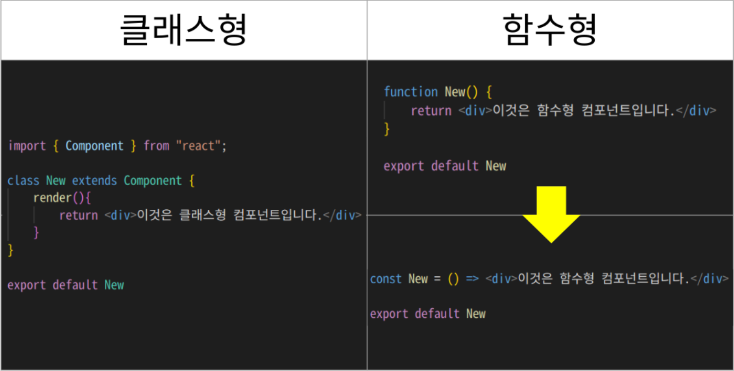 클래스형
import { Component } from "react";
class New extends Component {
render(){
return <div>이것은 클래스형 컴포넌트입니다.</div>
}
}
export default New
함수형
function New() {
return <div>이것은 함수형 컴포넌트입니다.</div>
}
export default New
const New = () => <div>이것은 함수형 컴포넌트입니다.</div>
export default New